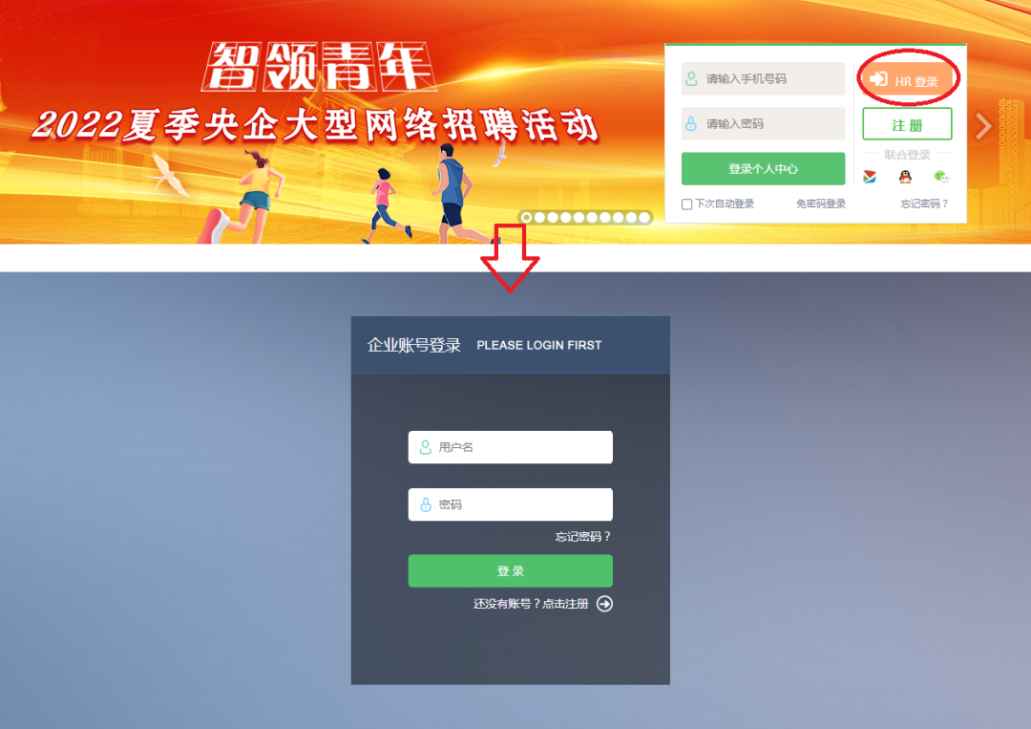 智领青年
2022夏季央企大型网络招聘活动
请输入手机号码
HR 登录
请输入密码
注 册
登录个人中心
联合登录
下次自动登录
免密码登录
忘记密码？
企业账号登录 PLEASE LOGIN FIRST
用户名
密码
忘记密码？
登 录
还没有账号？点击注册